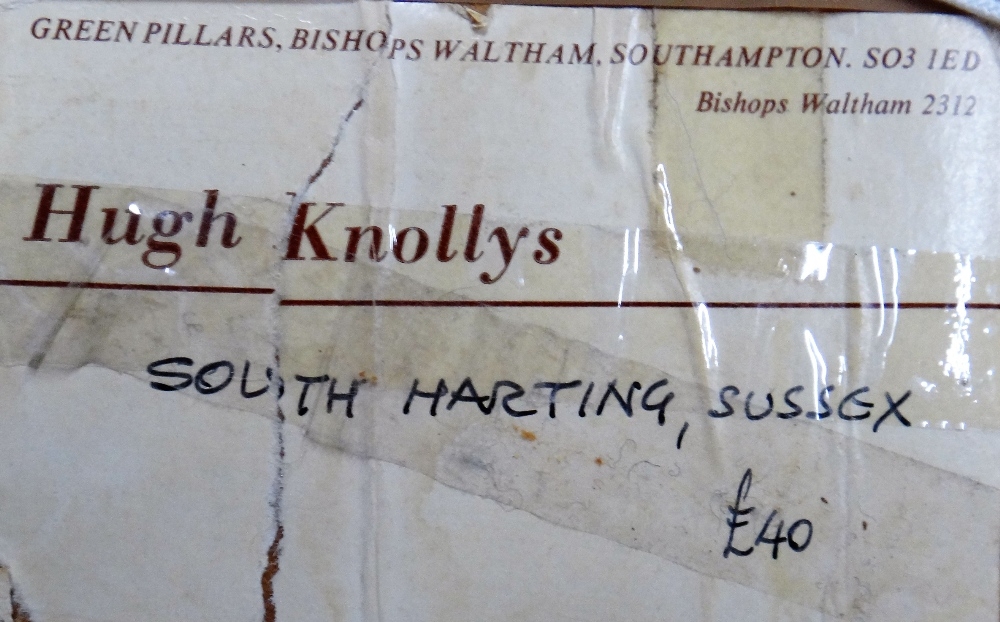 GREEN PILLARS, BISHOPS WALTHAM, SOUTHAMPTON. SO3 1ED
Bishops Waltham 2312
Hugh Knollys
SOUTH HARTING, SUSSEX
£40